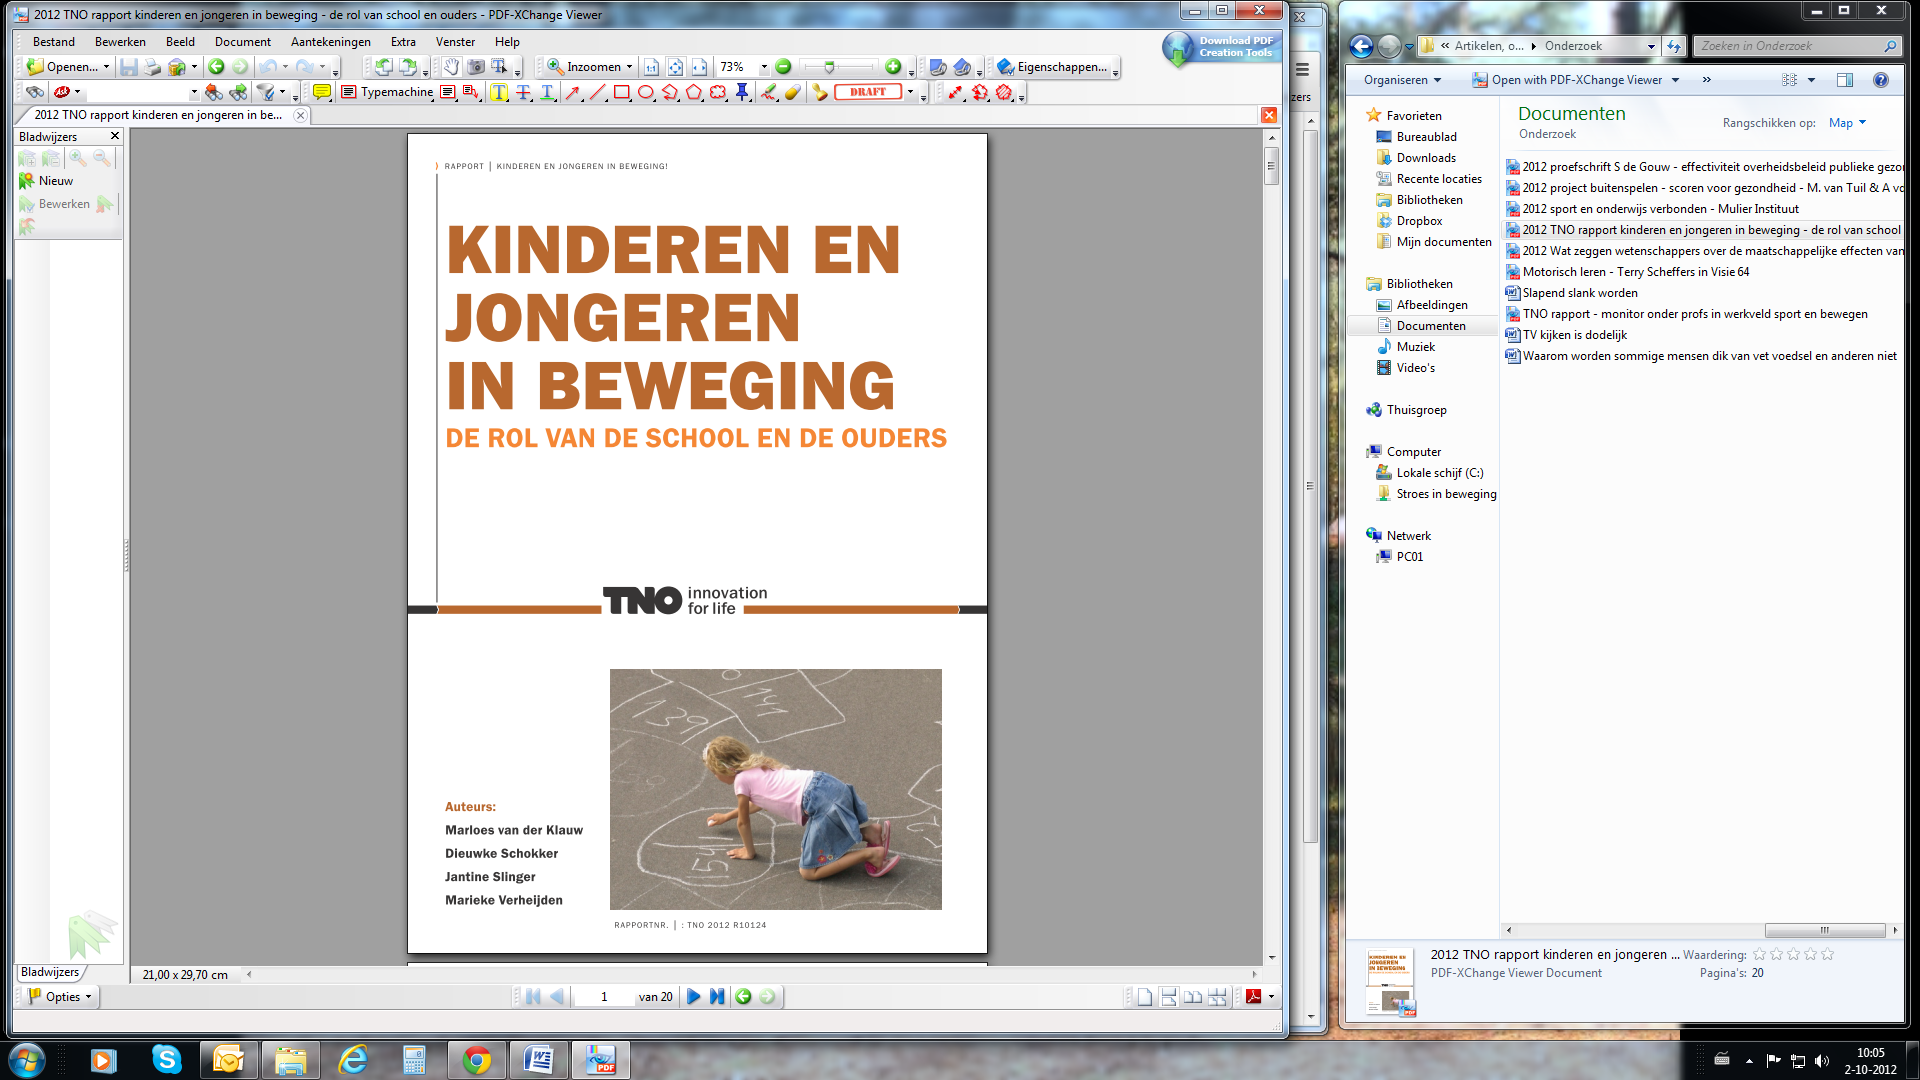 2012 TNO rapport kinderen en jongeren in beweging - de rol van school en ouders - PDF-XChange Viewer
Bestand Bewerken Beeld Document Aantekeningen Extra Venster Help
Download PDF
Creation Tools
Openen... Inzoomen 73% Eigenschappen...
Typemachine DRAFT
2012 TNO rapport kinderen en jongeren in be...
Bladwijzers
Nieuw
Bewerken
RAPPORT | KINDEREN EN JONGEREN IN BEWEGING!
KINDEREN EN
JONGEREN
IN BEWEGING
DE ROL VAN DE SCHOOL EN DE OUDERS
TNO innovation
for life
139
141
151
Auteurs:
Marloes van der Klauw
Dieuwke Schokker
Jantine Slinger
Marieke Verheijden
RAPPORTNR. | : TNO 2012 R10124
Bladwijzers
21,00 x 29,70 cm
Opties
1 van 20
zers
« Artikelen, o... Onderzoek
Zoeken in Onderzoek
Organiseren Open with PDF-XChange Viewer »
Favorieten
Bureaublad
Downloads
Recente locaties
Bibliotheken
Dropbox
Mijn documenten
Bibliotheken
Afbeeldingen
Documenten
Muziek
Video's
Thuisgroep
Computer
Lokale schijf (C:)
Stroes in beweging
Netwerk
PC01
Documenten
Onderzoek
Rangschikken op: Map
2012 proefschrift S de Gouw - effectiviteit overheidsbeleid publieke gezo
2012 project buitenspelen - scoren voor gezondheid - M. van Tuil & A vo
2012 sport en onderwijs verbonden - Mulier Instituut
2012 TNO rapport kinderen en jongeren in beweging - de rol van school
2012 Wat zeggen wetenschappers over de maatschappelijke effecten van
Motorisch leren - Terry Scheffers in Visie 64
Slapend slank worden
TNO rapport - monitor onder profs in werkveld sport en bewegen
TV kijken is dodelijk
Waarom worden sommige mensen dik van vet voedsel en anderen niet
2012 TNO rapport kinderen en jongeren ... Waardering:
PDF-XChange Viewer Document Pagina's: 20
10:05
2-10-2012